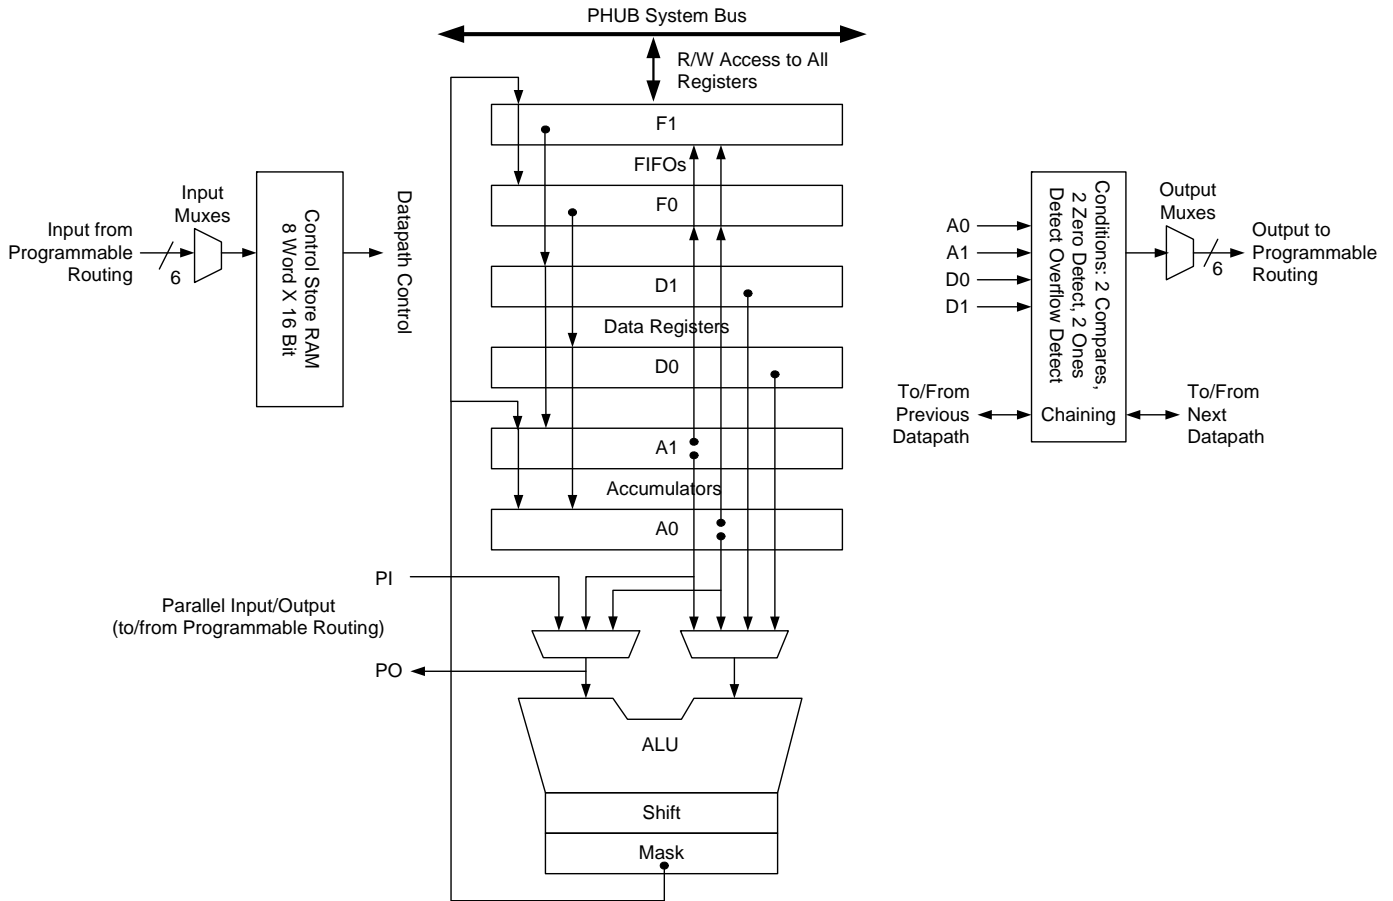 PHUB System Bus
R/W Access to All
Registers
F1
FIFOs
F0
D1
Data Registers
D0
A1
Accumulators
A0
Input from
Programmable
Routing
6
Input
Muxes
Control Store RAM
8 Word X 16 Bit
Datapath Control
PI
Parallel Input/Output
(to/from Programmable Routing)
PO
ALU
Shift
Mask
A0
A1
D0
D1
Conditions: 2 Compares,
2 Zero Detect, 2 Ones
Detect Overflow Detect
Chaining
To/From
Previous
Datapath
To/From
Next
Datapath
Output
Muxes
6
Output to
Programmable
Routing